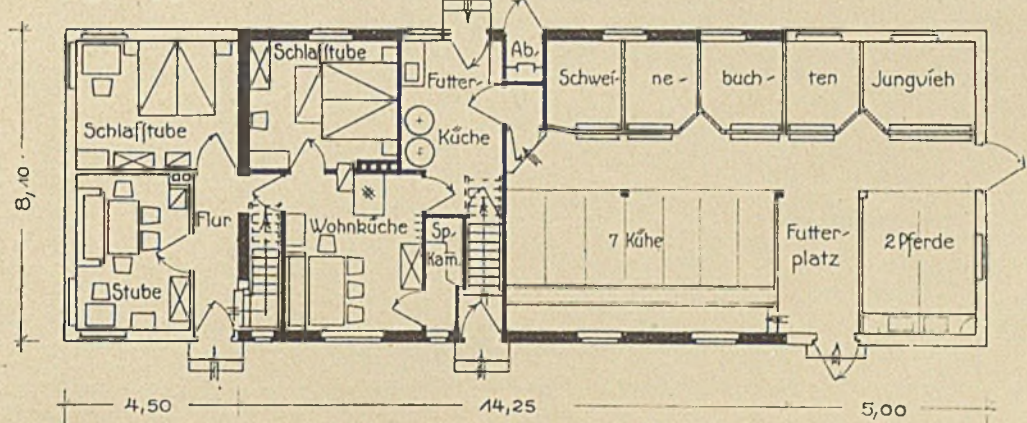 Schlafstube
Schlafstube
Futter-
Küche
Ab.
Schwei- ne- buch- ten Jungvieh
Stube
Flur
Wohnküche
Sp.-
Kam.
7 Kühe
Futter-
platz
2 Pferde
8,10
4,50 14,25 5,00